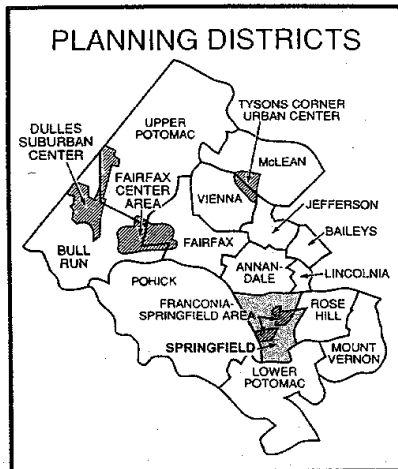 PLANNING DISTRICTS
UPPER
POTOMAC
TYSONS CORNER
URBAN CENTER
DULLES
SUBURBAN
CENTER
McLEAN
FAIRFAX
CENTER
AREA
VIENNA
JEFFERSON
BAILEYS
BULL
RUN
FAIRFAX
ANNAN-
DALE
LINCOLNIA
POHICK
FRANCONIA-
SPRINGFIELD AREA
ROSE
HILL
SPRINGFIELD
MOUNT
VERNON
LOWER
POTOMAC